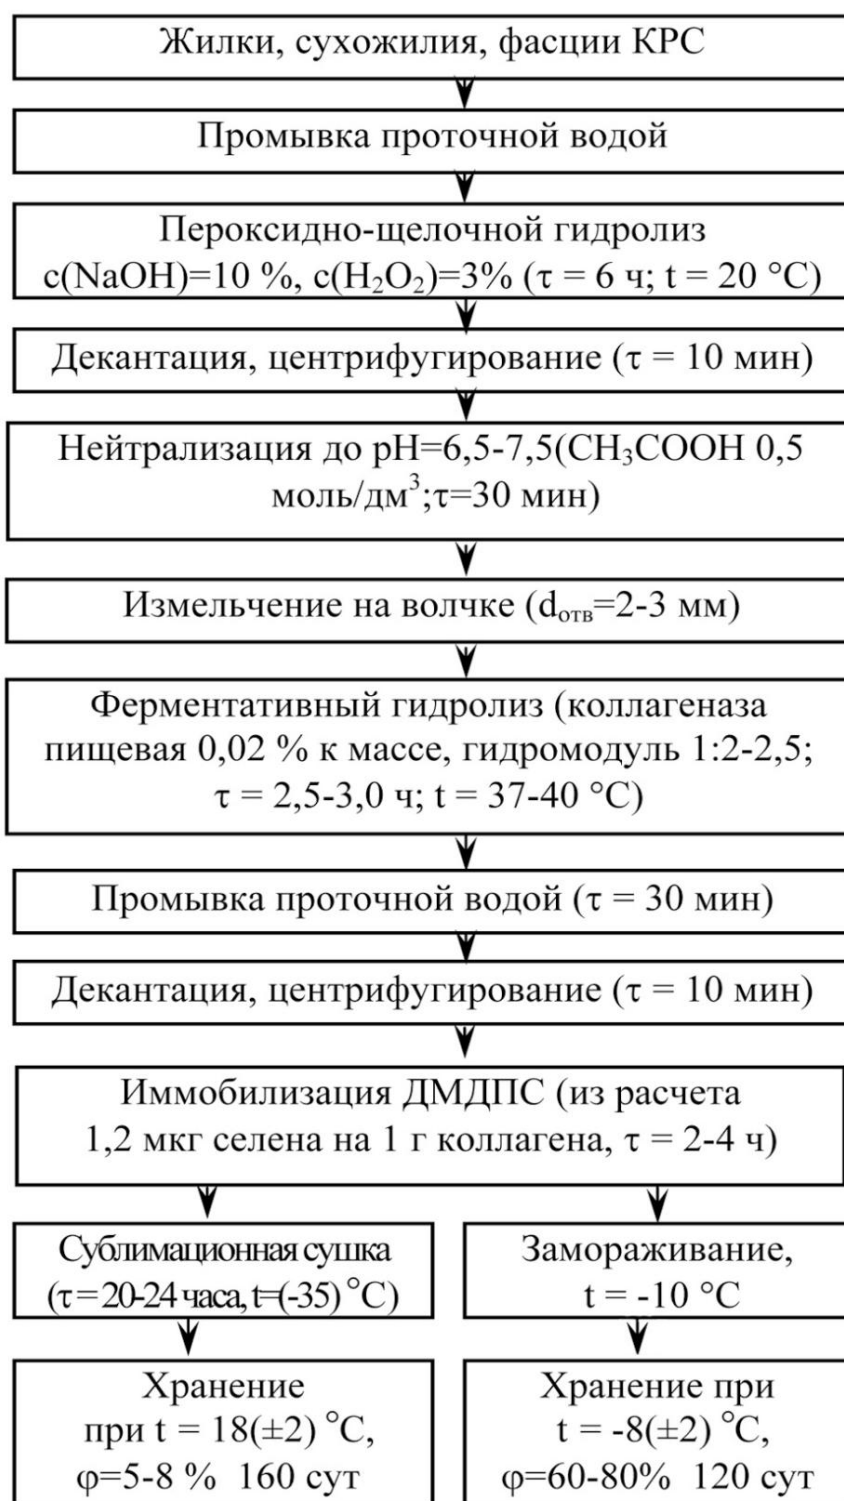 Жилки, сухожилия, фасции КРС
Промывка проточной водой
Пероксидно-щелочной гидролиз
c(NaOH)=10 %, c(H₂O₂)=3% (τ = 6 ч; t = 20 °C)
Декантация, центрифугирование (τ = 10 мин)
Нейтрализация до pH=6,5-7,5(CH₃COOH 0,5
моль/дм³;τ=30 мин)
Измельчение на волчке (dотв=2-3 мм)
Ферментативный гидролиз (коллагеназа
пищевая 0,02 % к массе, гидромодуль 1:2-2,5;
τ = 2,5-3,0 ч; t = 37-40 °C)
Промывка проточной водой (τ = 30 мин)
Декантация, центрифугирование (τ = 10 мин)
Иммобилизация ДМДПС (из расчета
1,2 мкг селена на 1 г коллагена, τ = 2-4 ч)
Сублимационная сушка
(τ = 20-24 часа, t=(-35) °C)
Замораживание,
t = -10 °C
Хранение
при t = 18(±2) °C,
φ=5-8 % 160 сут
Хранение при
t = -8(±2) °C,
φ=60-80% 120 сут